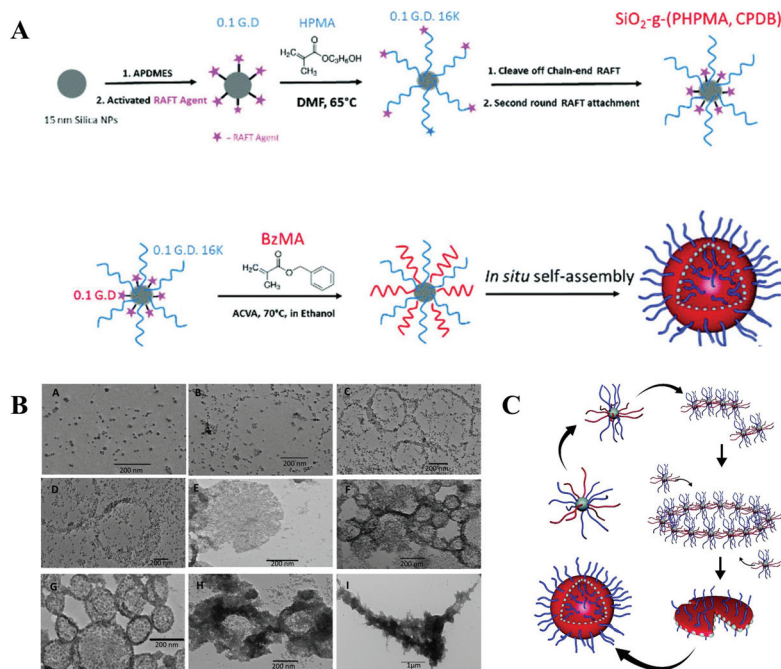 A
0.1 G.D
HPMA
0.1 G.D. 16K
SiO₂-g-(PHPMA, CPDB)
O
OC₃H₆OH
CH₃
1. APDMES
2. Activated RAFT Agent
DMF, 65°C
1. Cleave off Chain-end RAFT
2. Second round RAFT attachment
15 nm Silica NPs
= RAFT Agent
0.1 G.D. 16K
0.1 G.D
BzMA
O
O
CH₃
ACVA, 70°C, in Ethanol
In situ self-assembly
B
A
200 nm
B
200 nm
C
200 nm
D
200 nm
E
200 nm
F
200 nm
G
200 nm
H
200 nm
I
1μm
C